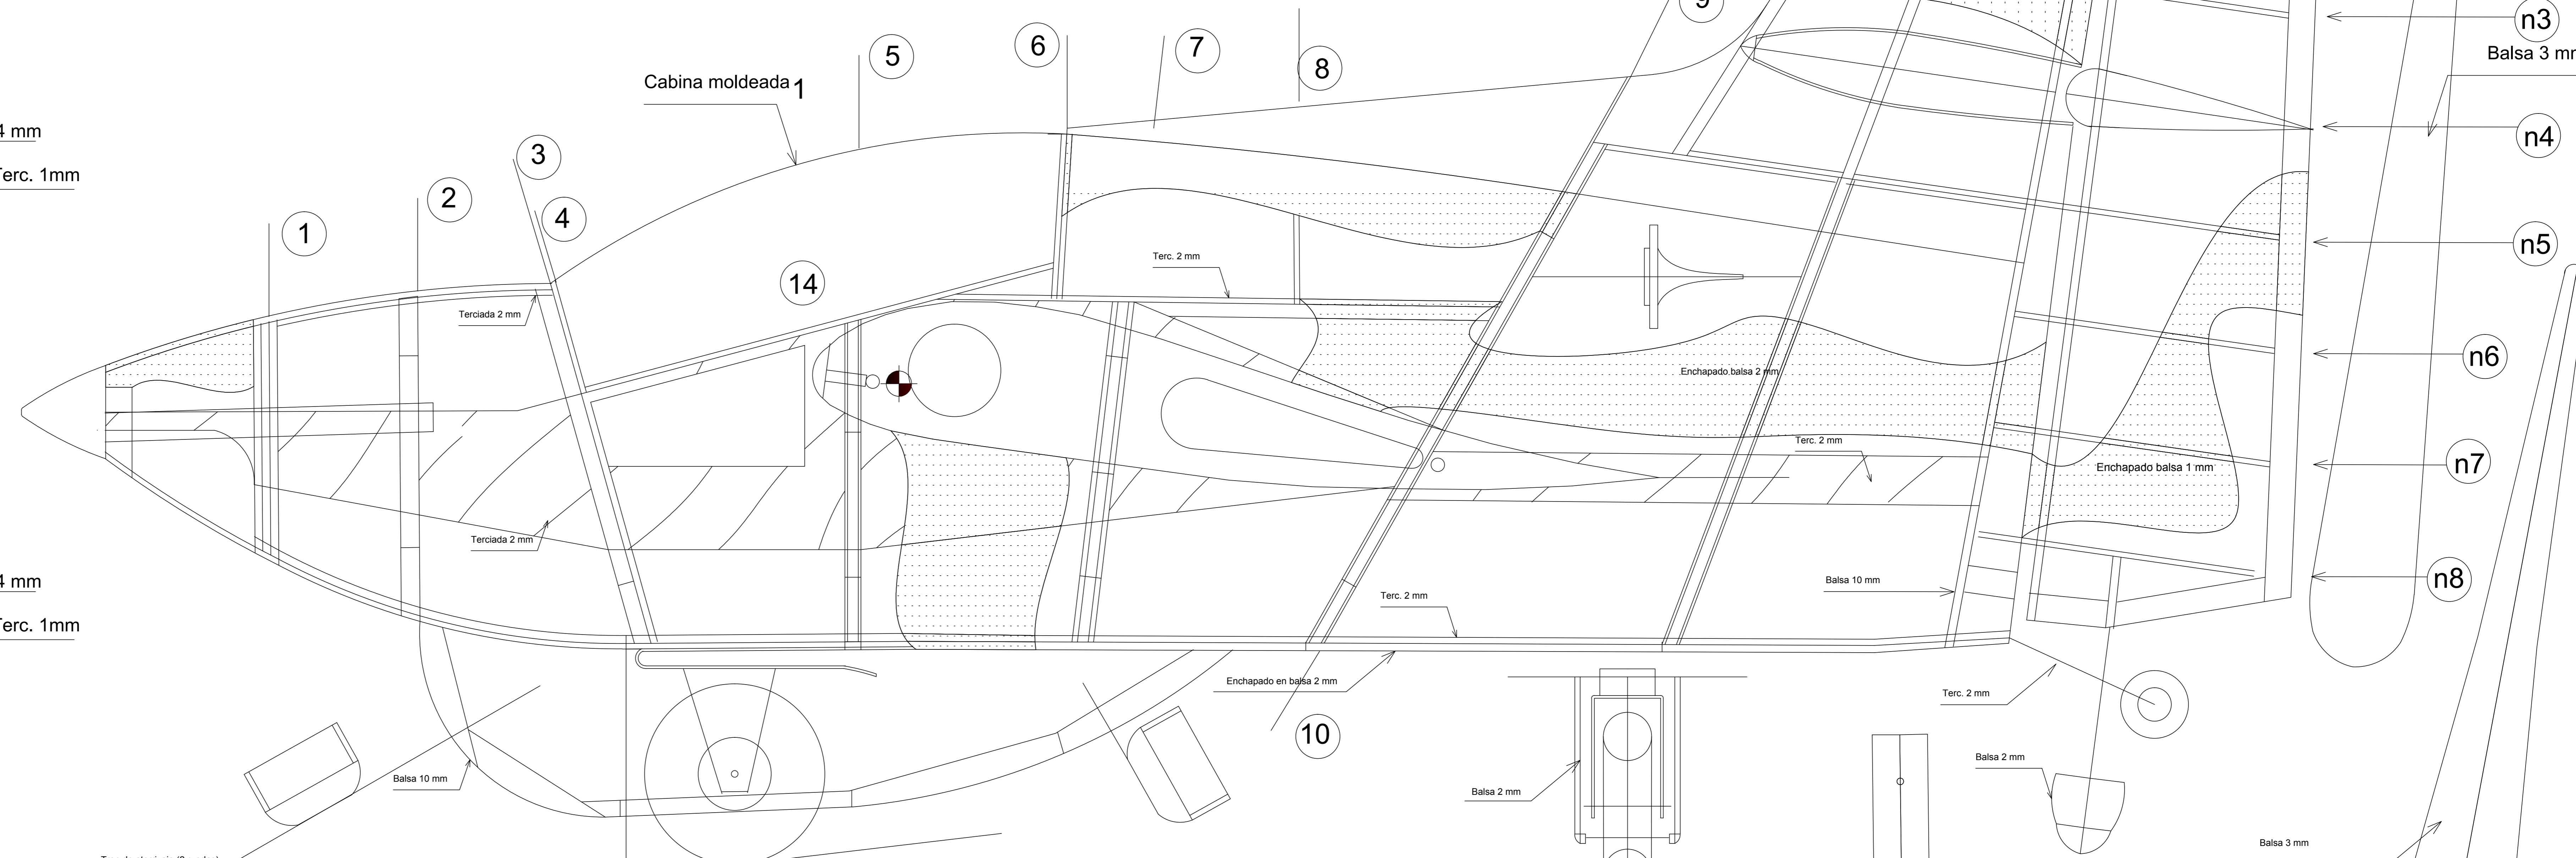 9
n3
Balsa 3 mm
5
6
7
8
Cabina moldeada 1
4 mm
n4
3
Terc. 1mm
2
4
1
n5
Terc. 2 mm
14
Terciada 2 mm
n6
Enchapado balsa 2 mm
Terc. 2 mm
n7
Enchapado balsa 1 mm
Terciada 2 mm
4 mm
n8
Balsa 10 mm
Terc. 2 mm
Terc. 1mm
Enchapado en balsa 2 mm
Terc. 2 mm
10
Balsa 10 mm
Balsa 2 mm
Balsa 2 mm
Balsa 3 mm